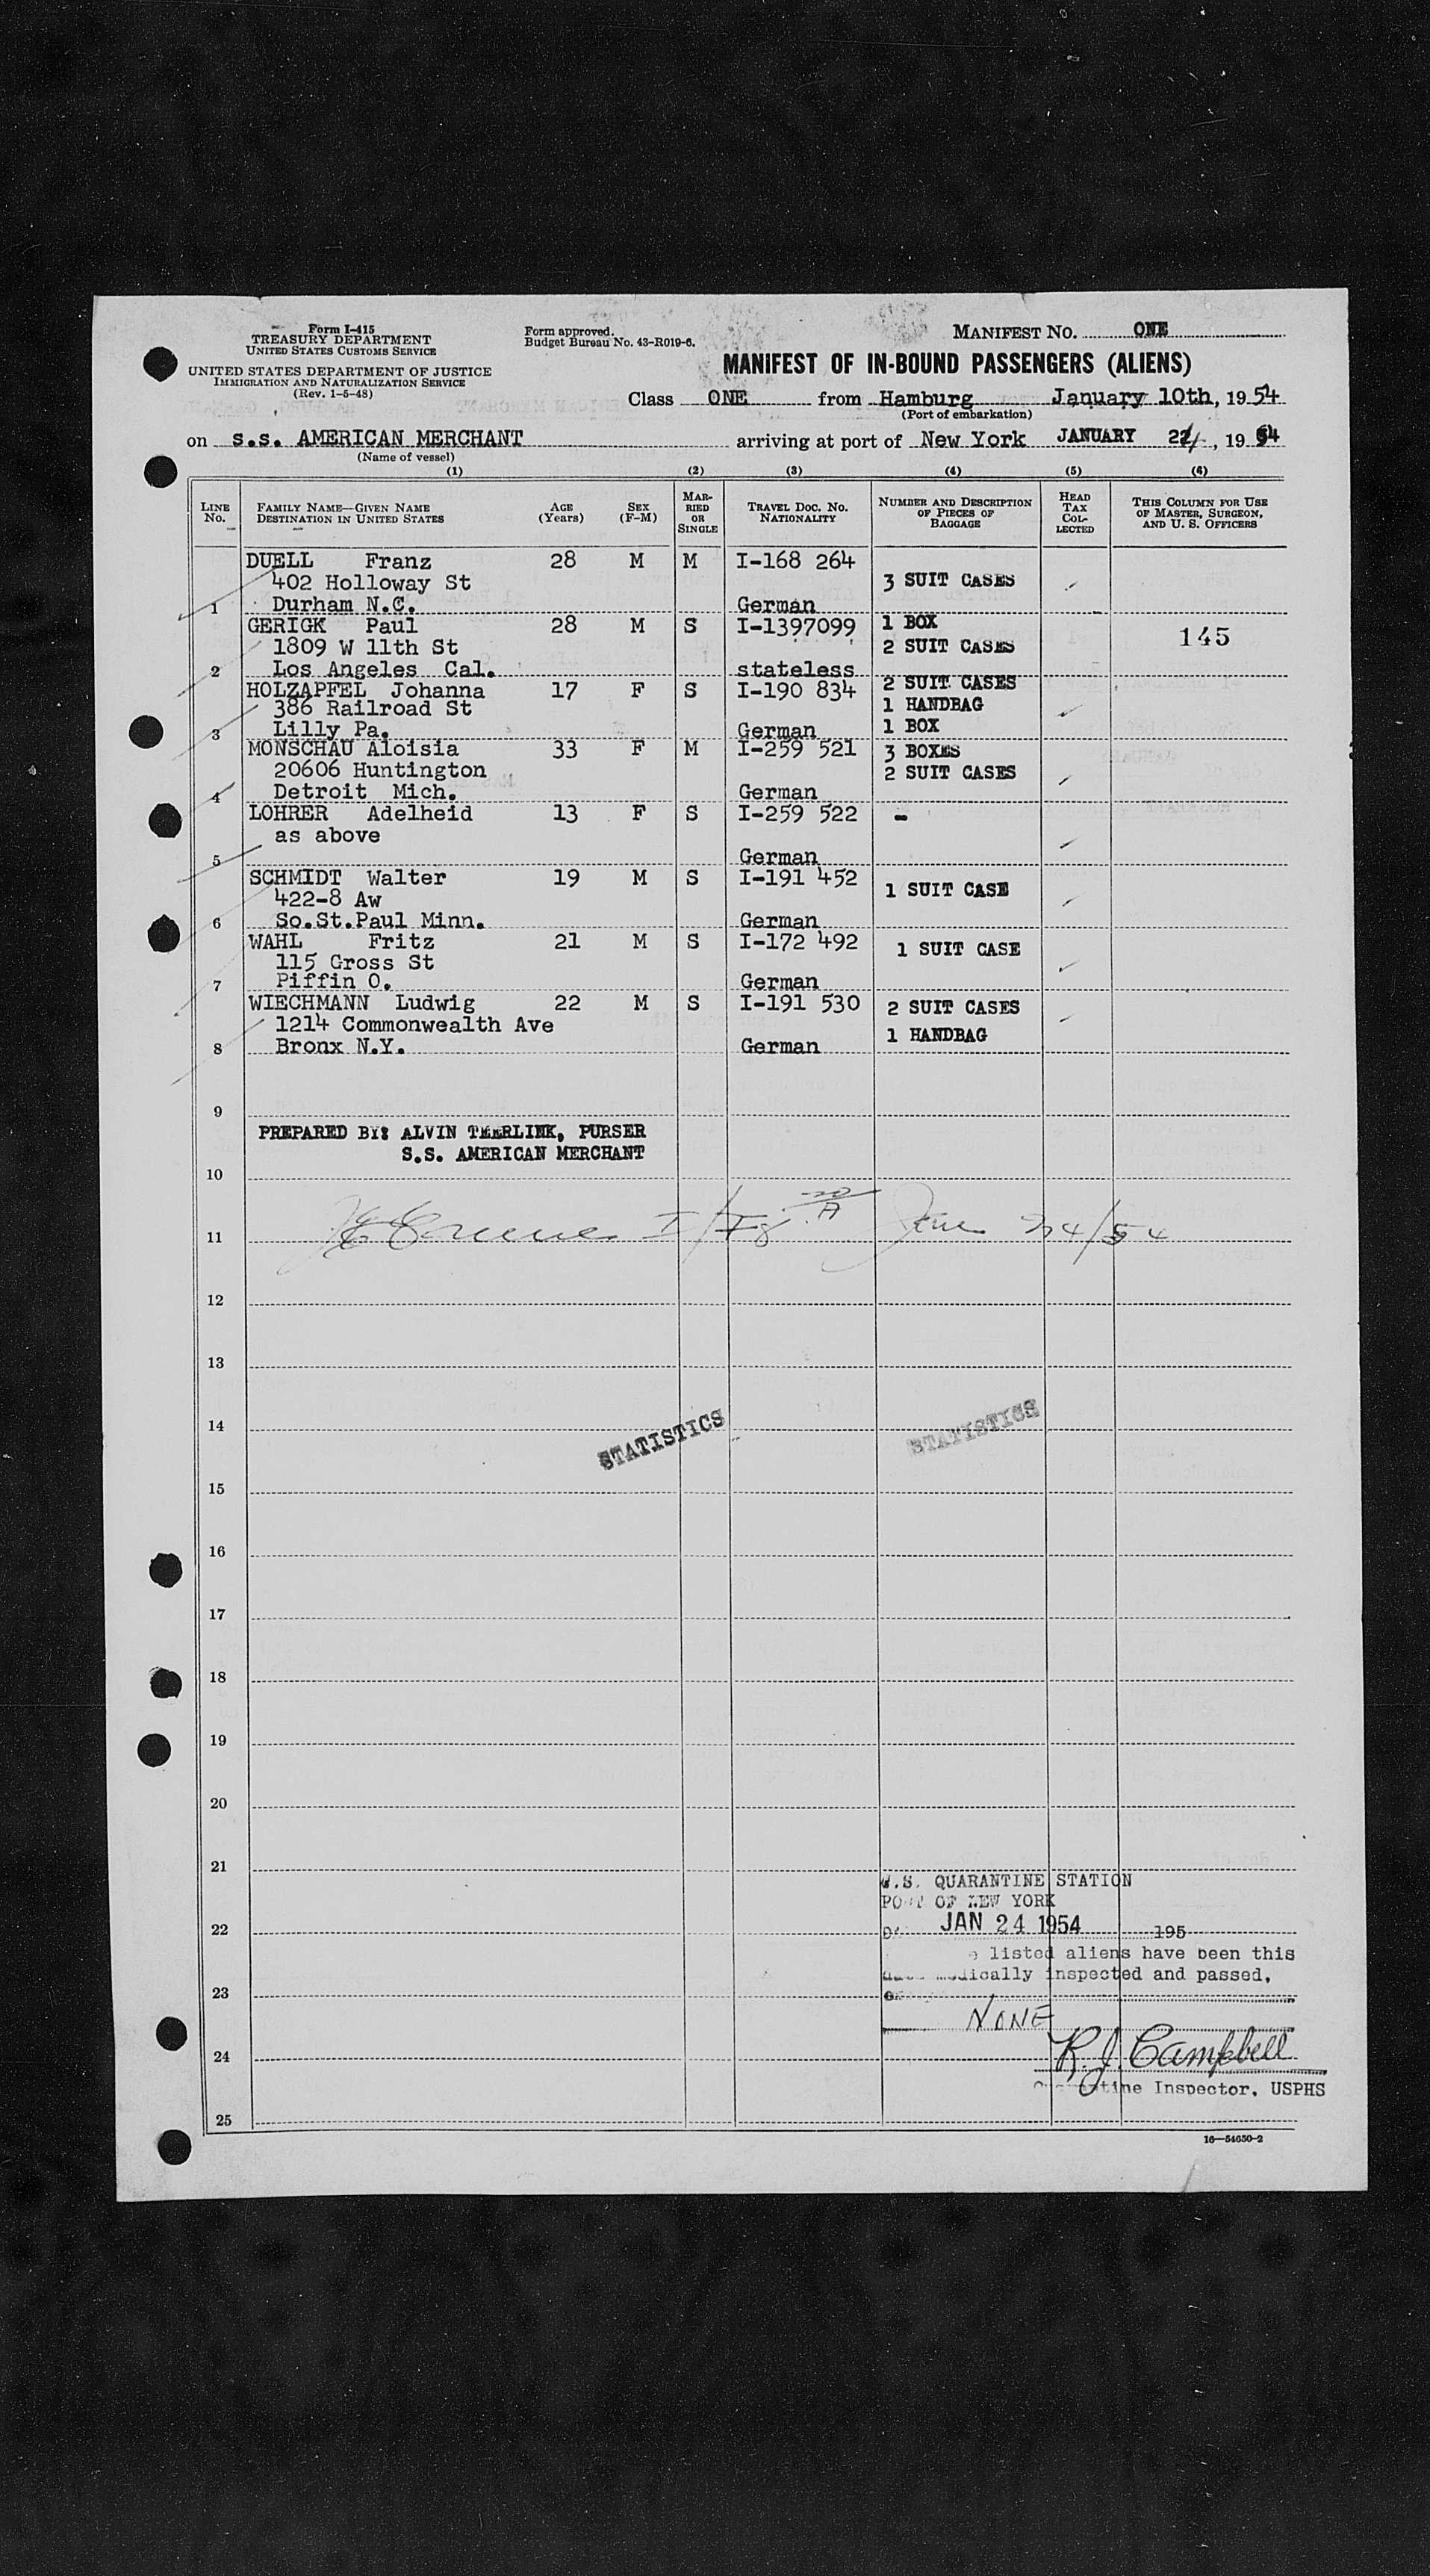 Form I-415
TREASURY DEPARTMENT
UNITED STATES CUSTOMS SERVICE
UNITED STATES DEPARTMENT OF JUSTICE
IMMIGRATION AND NATURALIZATION SERVICE
(Rev. 1-5-48)
Form approved.
Budget Bureau No. 43-R019-6.
MANIFEST NO. ONE
MANIFEST OF IN-BOUND PASSENGERS (ALIENS)
Class ONE from Hamburg January 10th, 1954
(Port of embarkation)
on s.s. AMERICAN MERCHANT arriving at port of New York JANUARY 24, 1954
(Name of vessel)
(1) (2) (3) (4) (5) (6)
LINE No. FAMILY NAME—GIVEN NAME DESTINATION IN UNITED STATES AGE (Years) SEX (F-M) MARRIED OR SINGLE TRAVEL DOC. NO. NATIONALITY NUMBER AND DESCRIPTION OF PIECES OF BAGGAGE HEAD TAX COLLECTED THIS COLUMN FOR USE OF MASTER, SURGEON, AND U. S. OFFICERS
DUELL Franz 28 M M I-168 264
402 Holloway St 3 SUIT CASES
1 Durham N.C. German
GERIGK Paul 28 M S I-1397099 1 BOX
1809 W 11th St 2 SUIT CASES 145
2 Los Angeles Cal. stateless
HOLZAPFEL Johanna 17 F S I-190 834 2 SUIT CASES
386 Railroad St 1 HANDBAG
3 Lilly Pa. German 1 BOX
MONSCHAU Aloisia 33 F M I-259 521 3 BOXES
20606 Huntington 2 SUIT CASES
4 Detroit Mich. German
LOHRER Adelheid 13 F S I-259 522 -
as above
5 German
SCHMIDT Walter 19 M S I-191 452
422-8 Aw 1 SUIT CASE
6 So.St.Paul Minn. German
WAHL Fritz 21 M S I-172 492 1 SUIT CASE
115 Gross St
7 Piffin O. German
WIECHMANN Ludwig 22 M S I-191 530 2 SUIT CASES
1214 Commonwealth Ave
8 Bronx N.Y. German 1 HANDBAG
9
PREPARED BY: ALVIN TEERLINK, PURSER
S.S. AMERICAN MERCHANT
10
11 Jan 24/54
12
13
14
STATISTICS STATISTICS
15
16
17
18
19
20
21
U.S. QUARANTINE STATION
PORT OF NEW YORK
22 JAN 24 1954 195
listed aliens have been this
medically inspected and passed,
23
NONE
24 R.J. Campbell
Quarantine Inspector, USPHS
25
16—54650-2